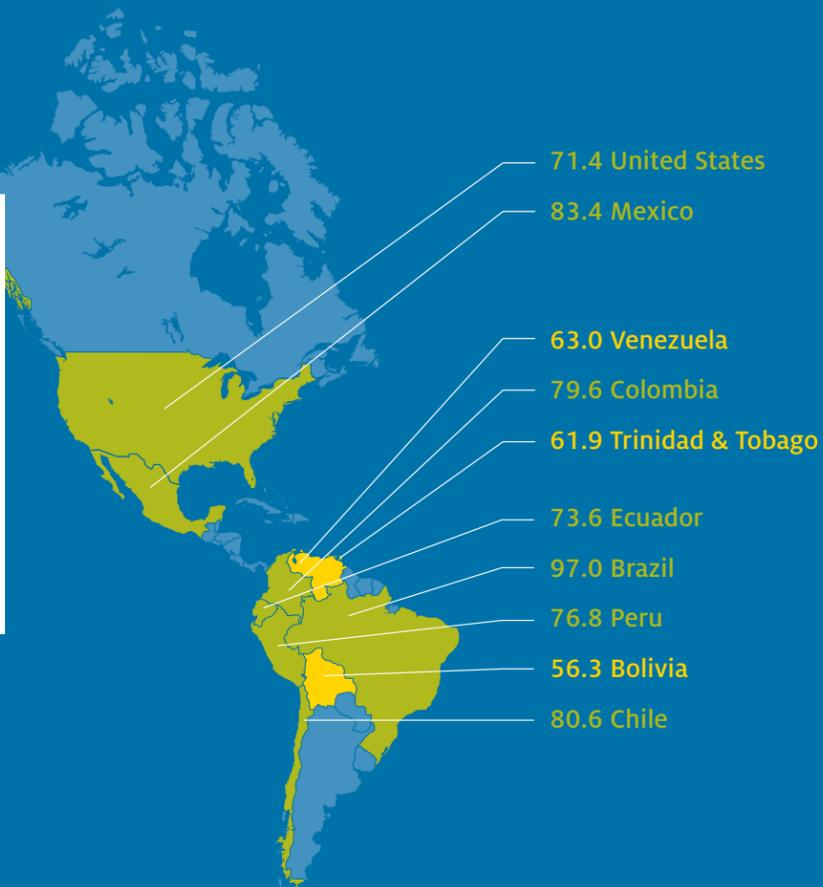 71.4 United States
83.4 Mexico
63.0 Venezuela
79.6 Colombia
61.9 Trinidad & Tobago
73.6 Ecuador
97.0 Brazil
76.8 Peru
56.3 Bolivia
80.6 Chile